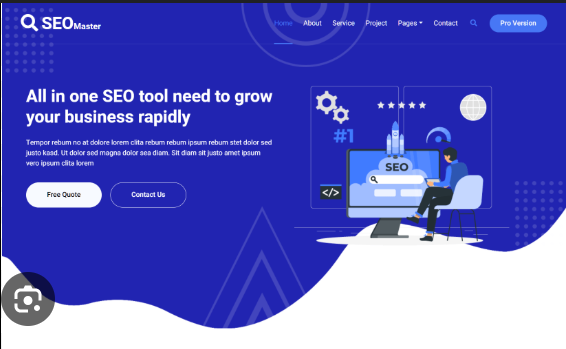 SEOMaster
Home About Service Project Pages Contact Pro Version
All in one SEO tool need to grow
your business rapidly
Tempor rebum no at dolore lorem clita rebum rebum ipsum rebum stet dolor sed
justo kasd. Ut dolor sed magna dolor sea diam. Sit diam sit justo amet ipsum
vero ipsum clita lorem
Free Quote Contact Us
#1
SEO
</>